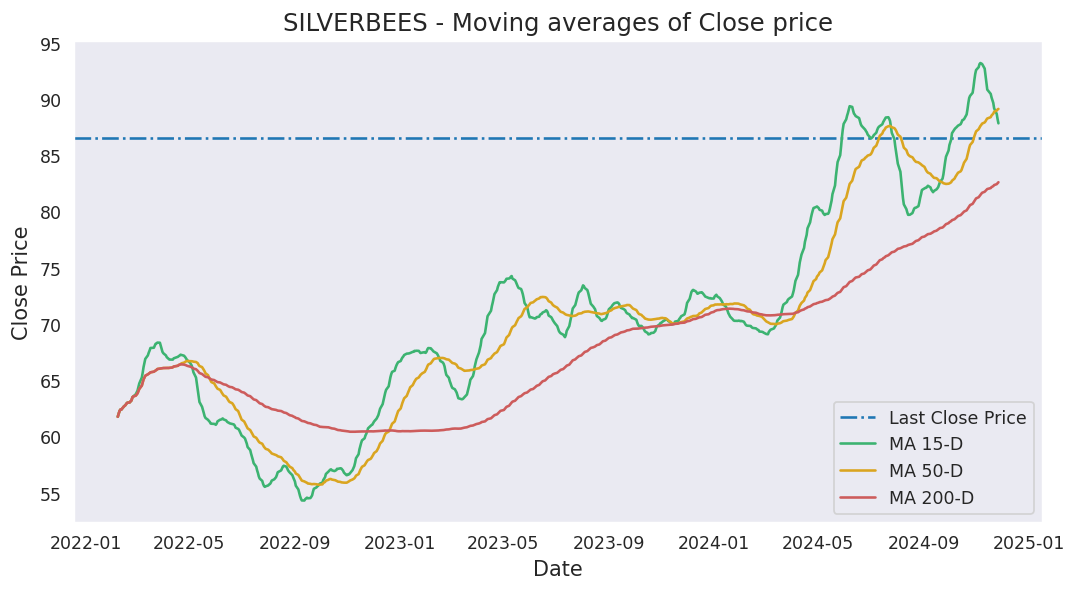 SILVERBEES - Moving averages of Close price
95
90
85
80
75
70
65
60
55
Close Price
2022-01 2022-05 2022-09 2023-01 2023-05 2023-09 2024-01 2024-05 2024-09 2025-01
Date
Last Close Price
MA 15-D
MA 50-D
MA 200-D